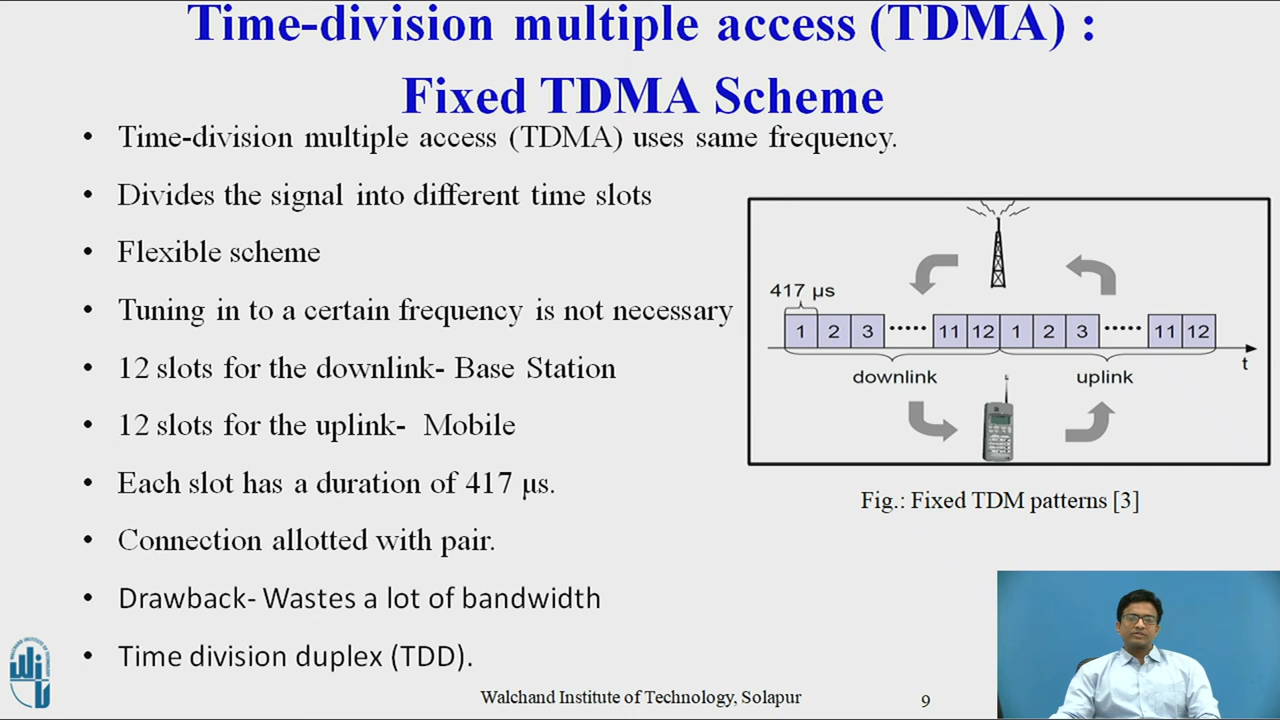 Time-division multiple access (TDMA) :
Fixed TDMA Scheme
• Time-division multiple access (TDMA) uses same frequency.
• Divides the signal into different time slots
• Flexible scheme
• Tuning in to a certain frequency is not necessary
• 12 slots for the downlink- Base Station
• 12 slots for the uplink- Mobile
• Each slot has a duration of 417 μs.
• Connection allotted with pair.
• Drawback- Wastes a lot of bandwidth
• Time division duplex (TDD).
417 µs
1 2 3 ····· 11 12 1 2 3 ····· 11 12
t
downlink uplink
Fig.: Fixed TDM patterns [3]
Walchand Institute of Technology, Solapur
9